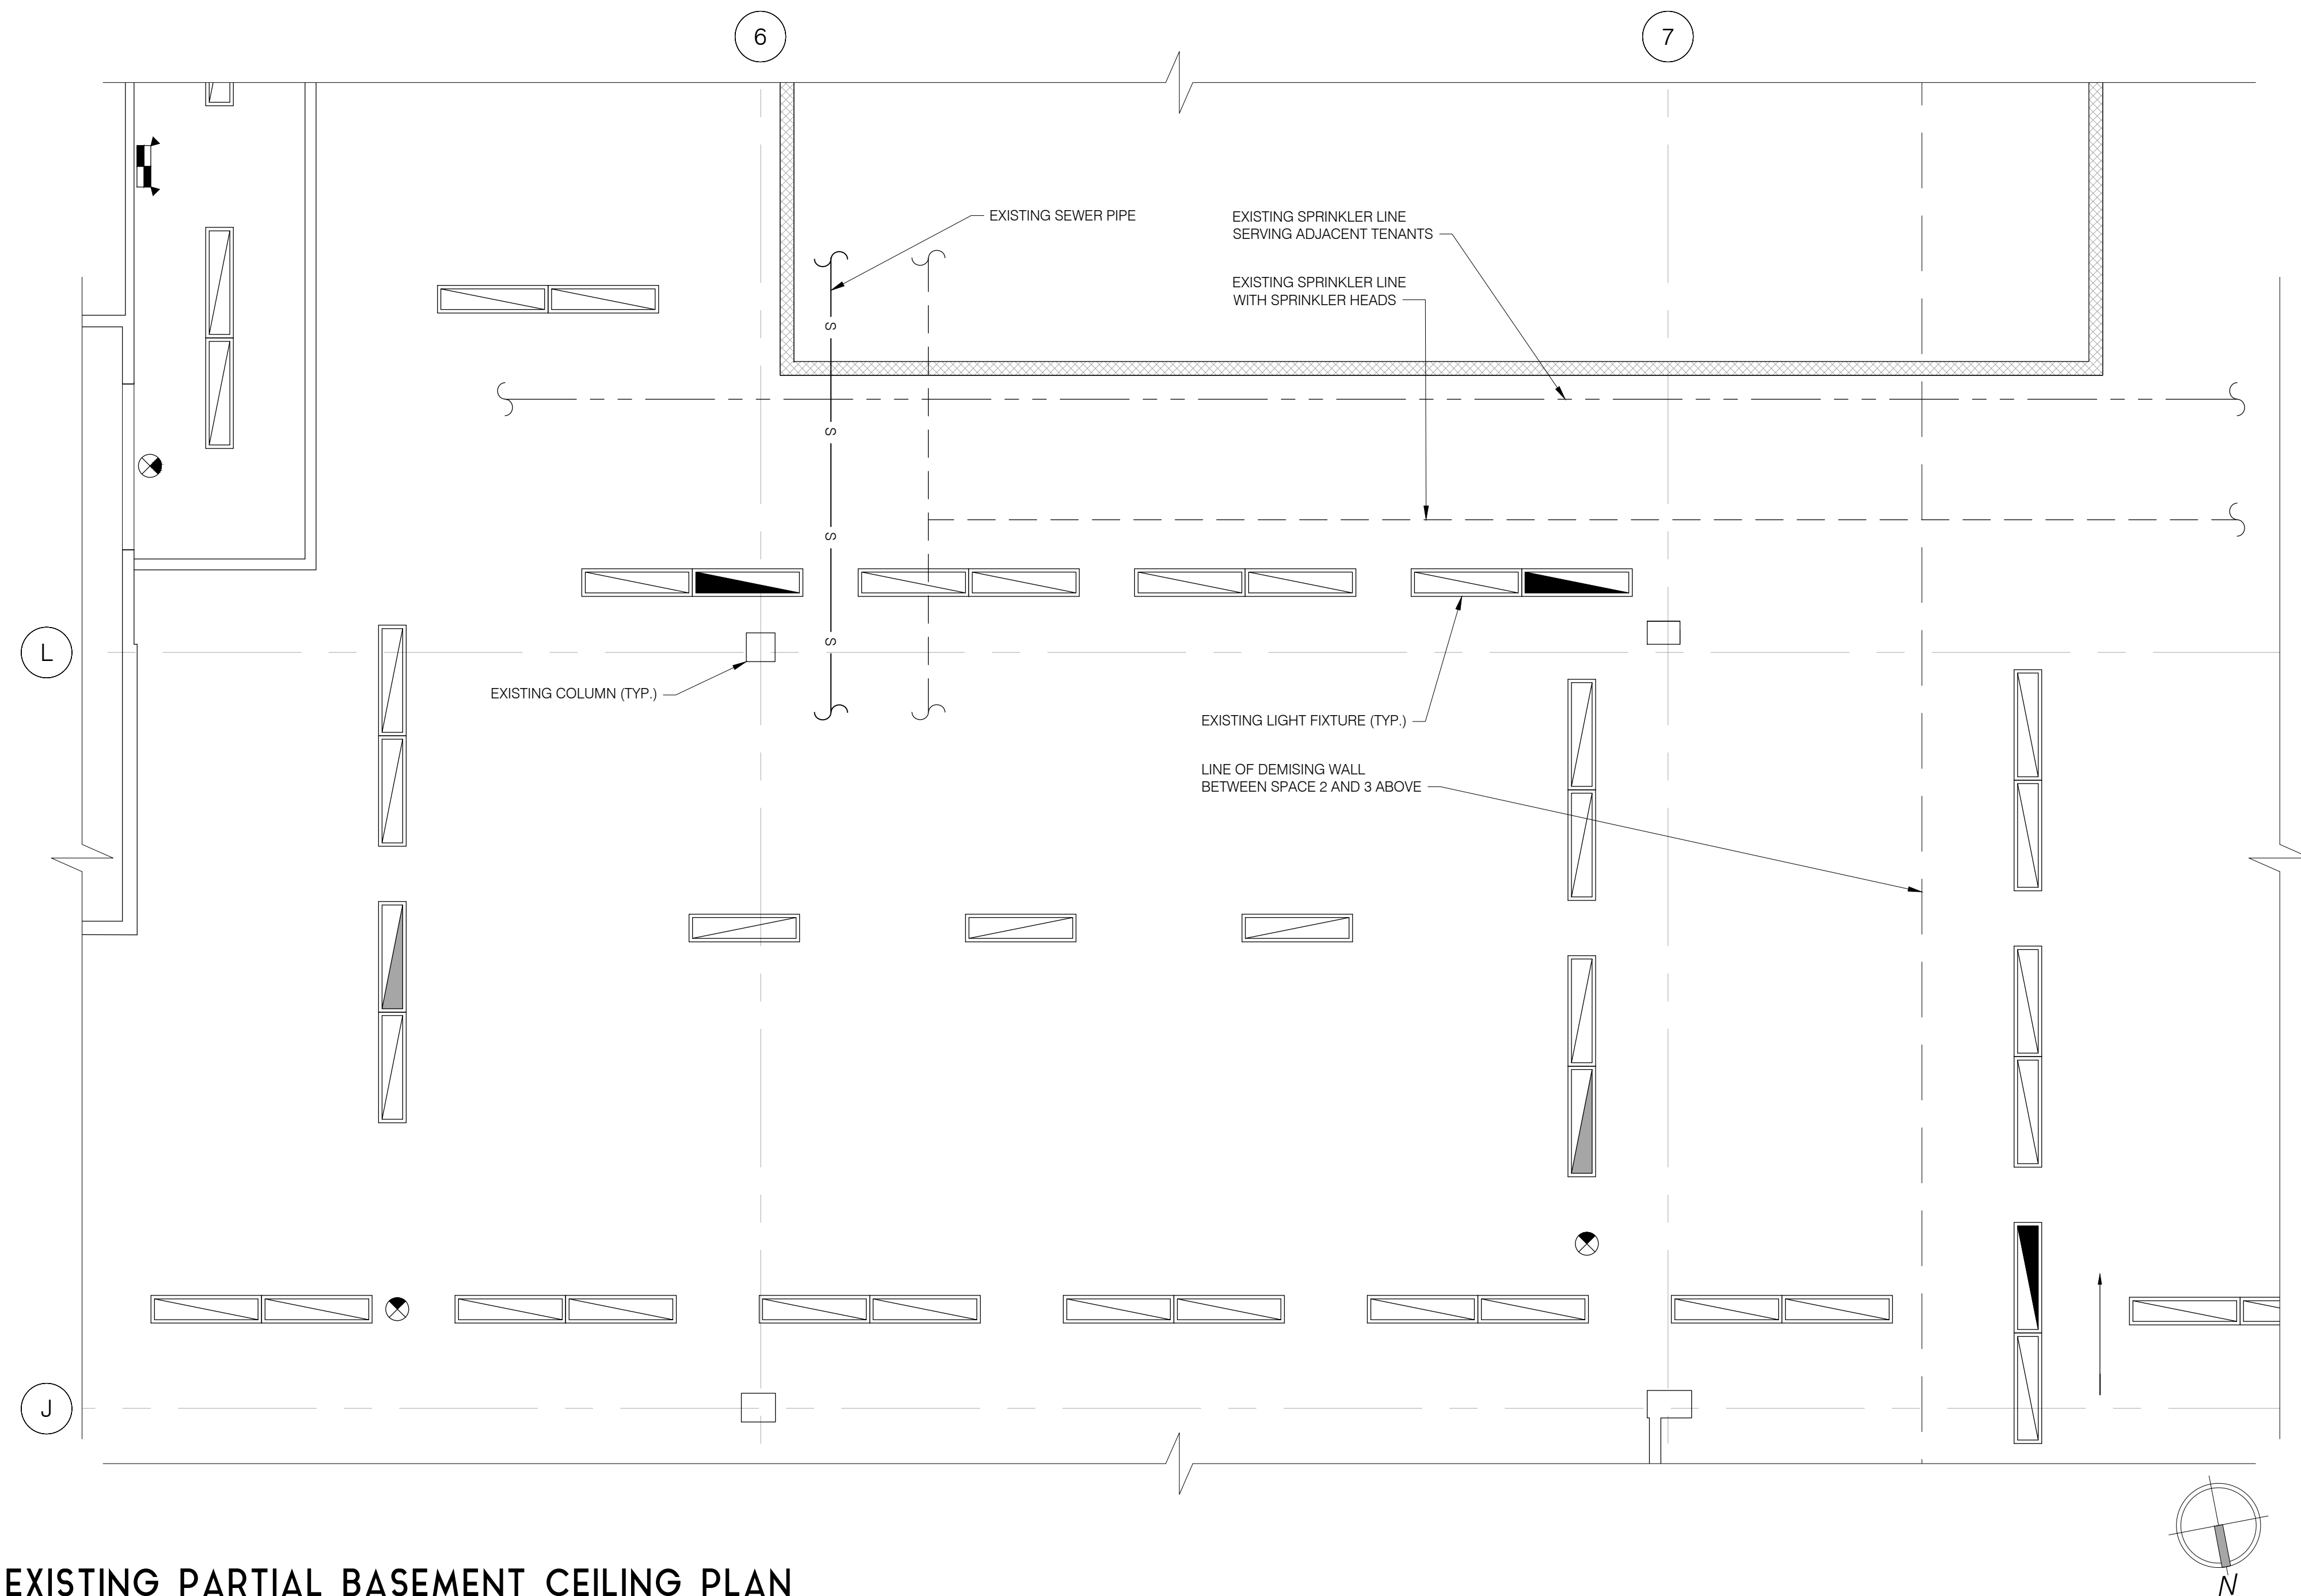 6
7
EXISTING SEWER PIPE
EXISTING SPRINKLER LINE
SERVING ADJACENT TENANTS
EXISTING SPRINKLER LINE
WITH SPRINKLER HEADS
S
S
S
S
L
EXISTING COLUMN (TYP.)
EXISTING LIGHT FIXTURE (TYP.)
LINE OF DEMISING WALL
BETWEEN SPACE 2 AND 3 ABOVE
J
N
EXISTING PARTIAL BASEMENT CEILING PLAN